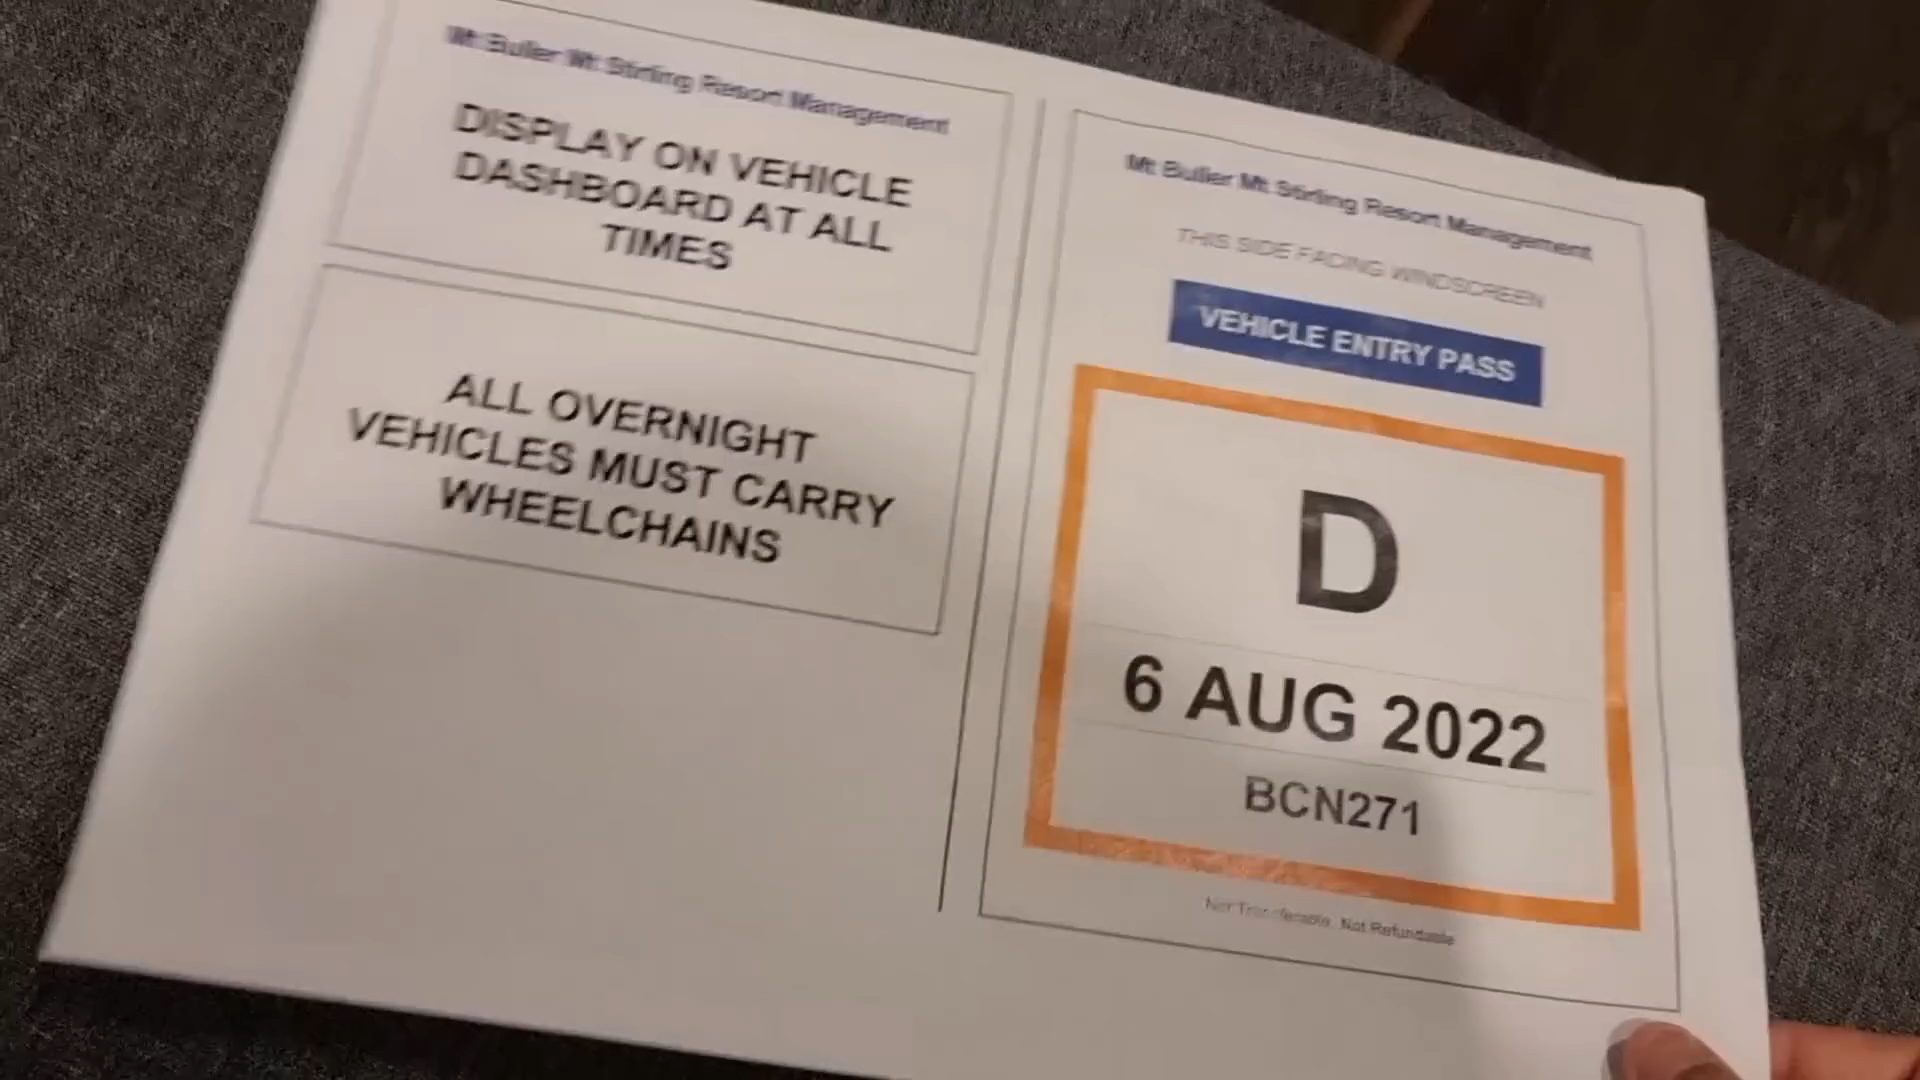 Mt Buller Mt Stirling Resort Management
DISPLAY ON VEHICLE
DASHBOARD AT ALL
TIMES
ALL OVERNIGHT
VEHICLES MUST CARRY
WHEELCHAINS
Mt Buller Mt Stirling Resort Management
THIS SIDE FACING WINDSCREEN
VEHICLE ENTRY PASS
D
6 AUG 2022
BCN271
Not Transferable. Not Refundable